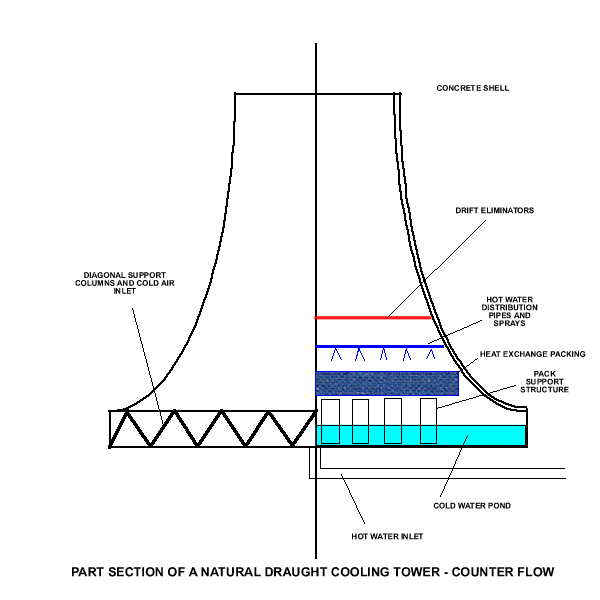 CONCRETE SHELL
DRIFT ELIMINATORS
DIAGONAL SUPPORT
COLUMNS AND COLD AIR
INLET
HOT WATER
DISTRIBUTION
PIPES AND
SPRAYS
HEAT EXCHANGE PACKING
PACK
SUPPORT
STRUCTURE
COLD WATER POND
HOT WATER INLET
PART SECTION OF A NATURAL DRAUGHT COOLING TOWER - COUNTER FLOW